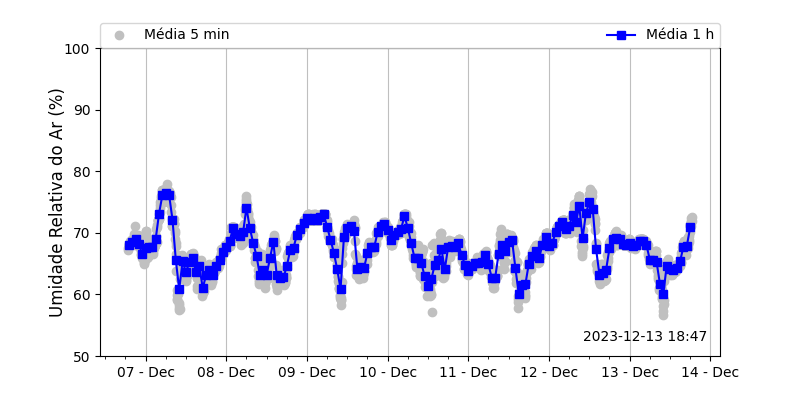 Média 5 min Média 1 h
100
90
80
70
60
50
Umidade Relativa do Ar (%)
2023-12-13 18:47
07 - Dec 08 - Dec 09 - Dec 10 - Dec 11 - Dec 12 - Dec 13 - Dec 14 - Dec